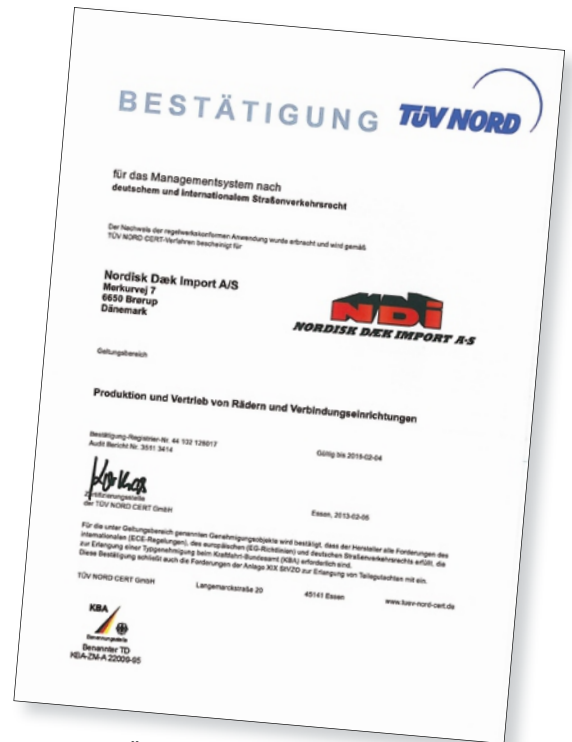 BESTÄTIGUNG
TÜV NORD
für das Managementsystem nach
deutschem und internationalem Straßenverkehrsrecht
Der Nachweis der regelwerkskonformen Anwendung wurde erbracht und wird gemäß
TÜV NORD CERT-Verfahren bescheinigt für
Nordisk Dæk Import A/S
Merkurvej 7
6650 Brørup
Dänemark
NDI
NORDISK DÆK IMPORT A·S
Geltungsbereich
Produktion und Vertrieb von Rädern und Verbindungseinrichtungen
Bestätigung-Registrier-Nr. 44 132 129017
Audit Bericht Nr. 3511 3414
Gültig bis 2018-02-04
Zertifizierungsstelle
der TÜV NORD CERT GmbH
Essen, 2013-02-05
Für die unter Geltungsbereich genannten Genehmigungsobjekte wird bestätigt, dass der Hersteller alle Forderungen des
internationalen (ECE-Regelungen), des europäischen (EG-Richtlinien) und deutschen Straßenverkehrsrechts erfüllt, die
zur Erlangung einer Typgenehmigung beim Kraftfahrt-Bundesamt (KBA) erforderlich sind.
Diese Bestätigung schließt auch die Forderungen der Anlage XIX StVZO zur Erlangung von Teilegutachten mit ein.
TÜV NORD CERT GmbH Langemarckstraße 20 45141 Essen www.tuev-nord-cert.de
KBA
Benennungsstelle
Benannter TD
KBA-ZM-A 22009-95